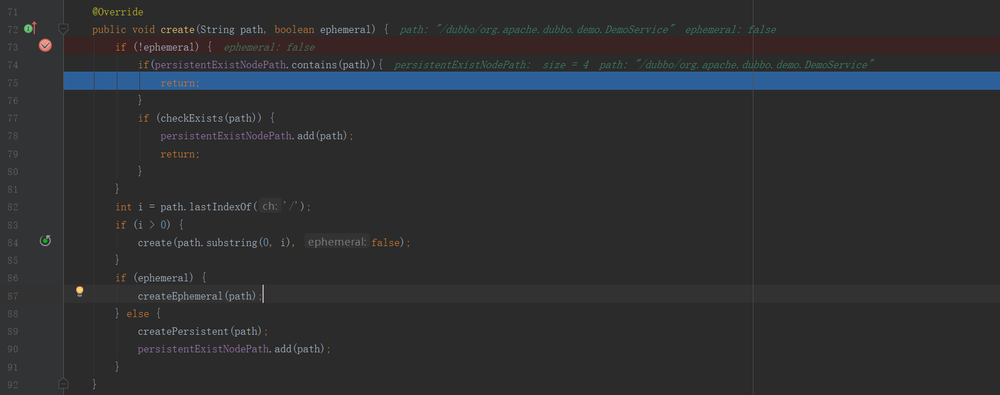 71 @Override
72 public void create(String path, boolean ephemeral) { path: "/dubbo/org.apache.dubbo.demo.DemoService" ephemeral: false
73 if (!ephemeral) { ephemeral: false
74 if(persistentExistNodePath.contains(path)){ persistentExistNodePath: size = 4 path: "/dubbo/org.apache.dubbo.demo.DemoService"
75 return;
76 }
77 if (checkExists(path)) {
78 persistentExistNodePath.add(path);
79 return;
80 }
81 }
82 int i = path.lastIndexOf( ch: '/');
83 if (i > 0) {
84 create(path.substring(0, i), ephemeral: false);
85 }
86 if (ephemeral) {
87 createEphemeral(path);
88 } else {
89 createPersistent(path);
90 persistentExistNodePath.add(path);
91 }
92 }